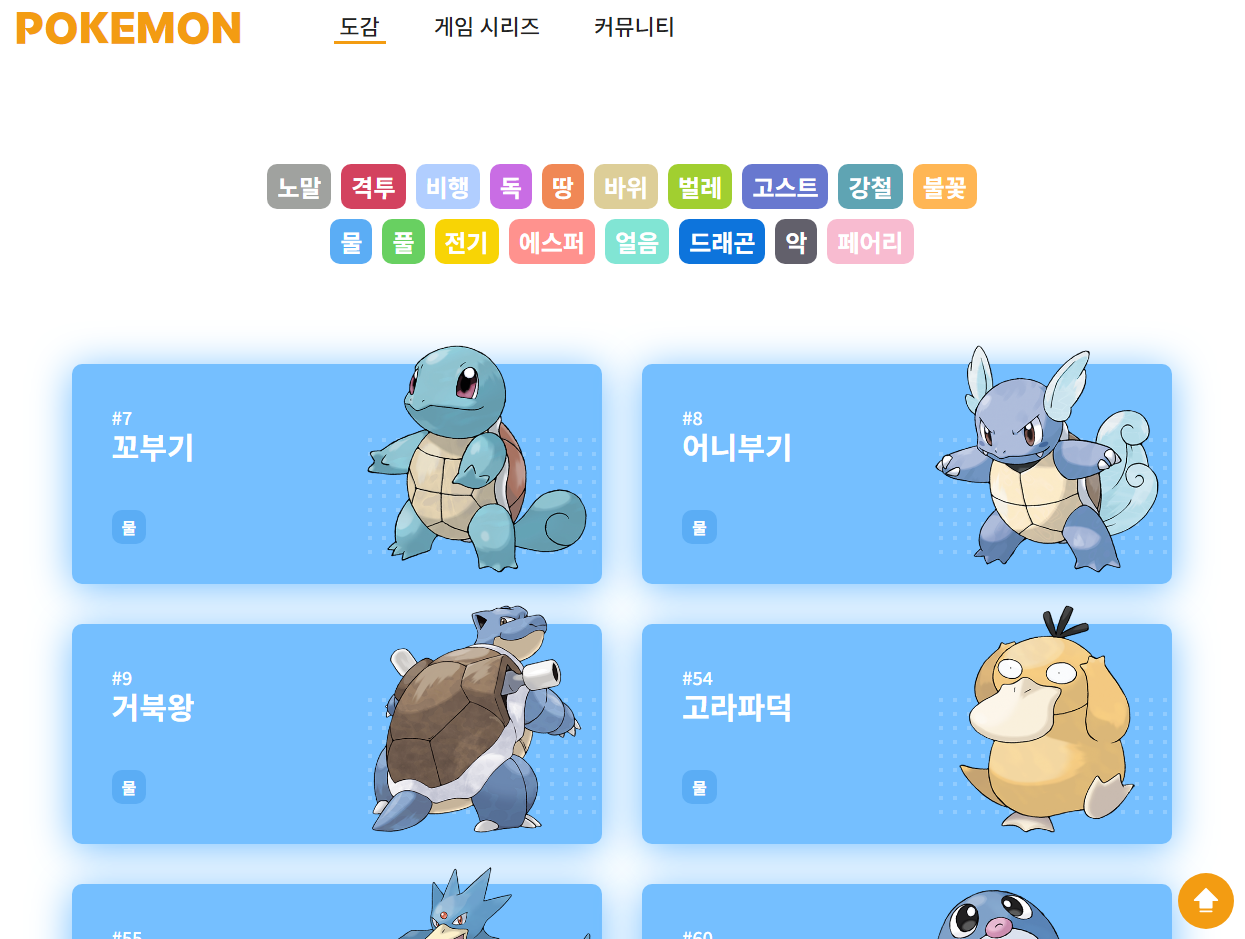 POKEMON 도감 게임 시리즈 커뮤니티
노말 격투 비행 독 땅 바위 벌레 고스트 강철 불꽃
물 풀 전기 에스퍼 얼음 드래곤 악 페어리
#7
꼬부기
물
#8
어니부기
물
#9
거북왕
물
#54
고라파덕
물
#55
#60